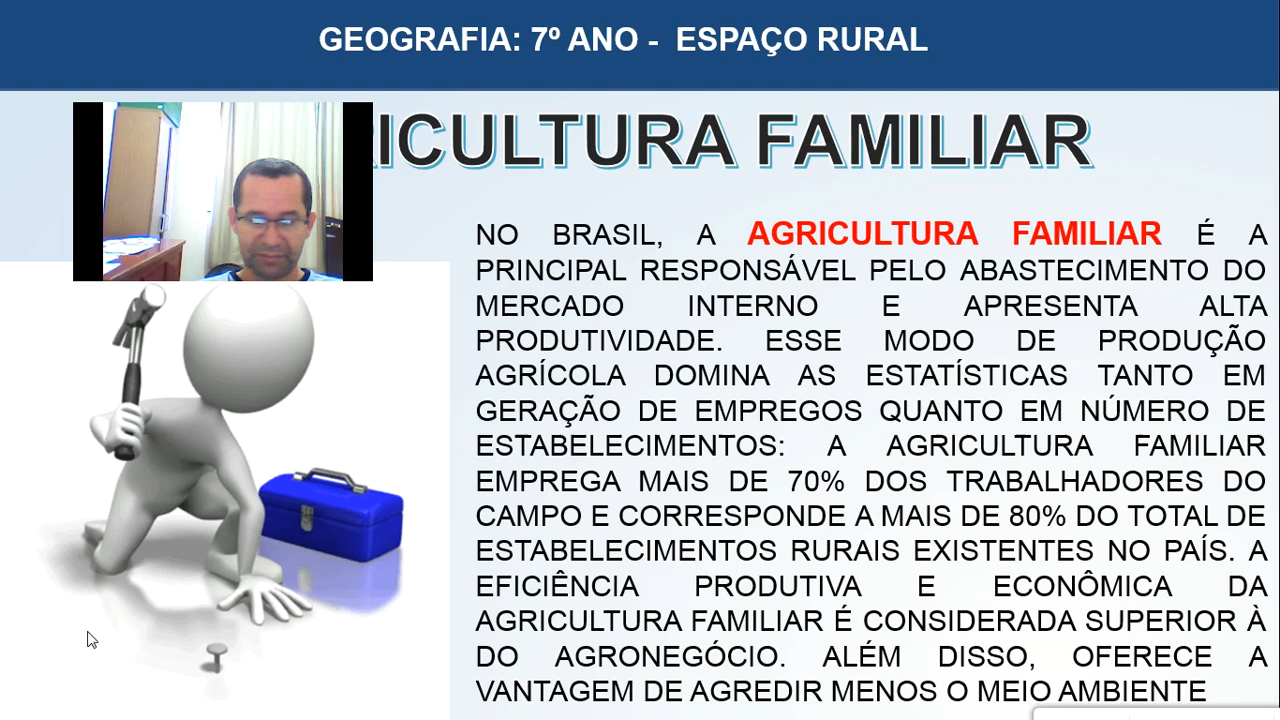 GEOGRAFIA: 7º ANO - ESPAÇO RURAL
RICULTURA FAMILIAR
NO BRASIL, A AGRICULTURA FAMILIAR É A
PRINCIPAL RESPONSÁVEL PELO ABASTECIMENTO DO
MERCADO INTERNO E APRESENTA ALTA
PRODUTIVIDADE. ESSE MODO DE PRODUÇÃO
AGRÍCOLA DOMINA AS ESTATÍSTICAS TANTO EM
GERAÇÃO DE EMPREGOS QUANTO EM NÚMERO DE
ESTABELECIMENTOS: A AGRICULTURA FAMILIAR
EMPREGA MAIS DE 70% DOS TRABALHADORES DO
CAMPO E CORRESPONDE A MAIS DE 80% DO TOTAL DE
ESTABELECIMENTOS RURAIS EXISTENTES NO PAÍS. A
EFICIÊNCIA PRODUTIVA E ECONÔMICA DA
AGRICULTURA FAMILIAR É CONSIDERADA SUPERIOR À
DO AGRONEGÓCIO. ALÉM DISSO, OFERECE A
VANTAGEM DE AGREDIR MENOS O MEIO AMBIENTE